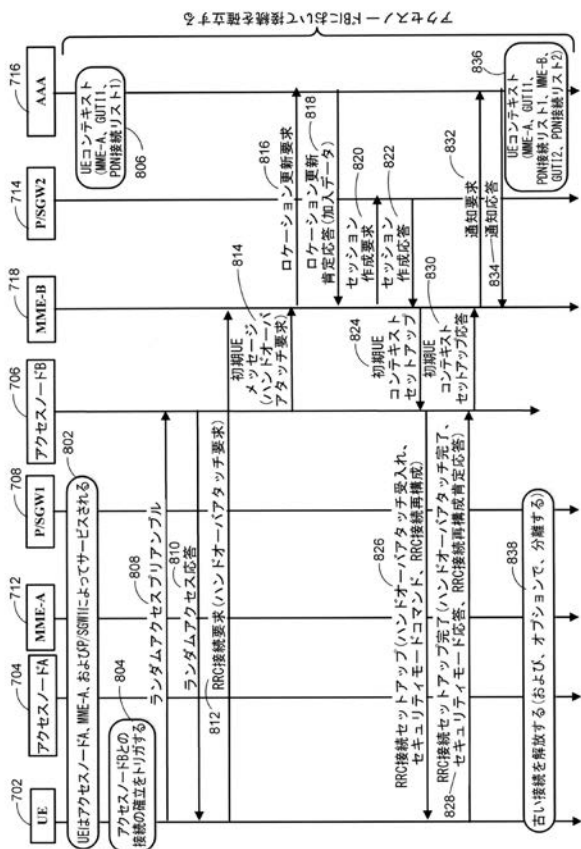 702
UE
704
アクセスノードA
712
MME-A
708
P/SGW1
706
アクセスノードB
718
MME-B
714
P/SGW2
716
AAA
UEはアクセスノードA、MME-A、およびP/SGW1によってサービスされる
802
804
アクセスノードBとの
接続の確立をトリガする
UEコンテキスト
(MME-A、GUTI1、
PDN接続リスト1)
806
ランダムアクセスプリアンブル
808
ランダムアクセス応答
810
RRC接続要求(ハンドオーバアタッチ要求)
812
初期UE
メッセージ
(ハンドオーバ
アタッチ要求)
814
ロケーション更新要求
816
ロケーション更新
肯定応答(加入データ)
818
セッション
作成要求
820
セッション
作成応答
822
初期UE
コンテキスト
セットアップ
824
RRC接続セットアップ(ハンドオーバアタッチ受入れ、
セキュリティモードコマンド、RRC接続再構成)
826
RRC接続セットアップ完了(ハンドオーバアタッチ完了、
セキュリティモード応答、RRC接続再構成肯定応答)
828
初期UE
コンテキスト
セットアップ応答
830
通知要求
832
通知応答
834
UEコンテキスト
(MME-A、GUTI1、
PDN接続リスト1、MME-B、
GUTI2、PDN接続リスト2)
836
古い接続を解放する(および、オプションで、分離する)
838
アクセスノードBにおいて接続を確立する